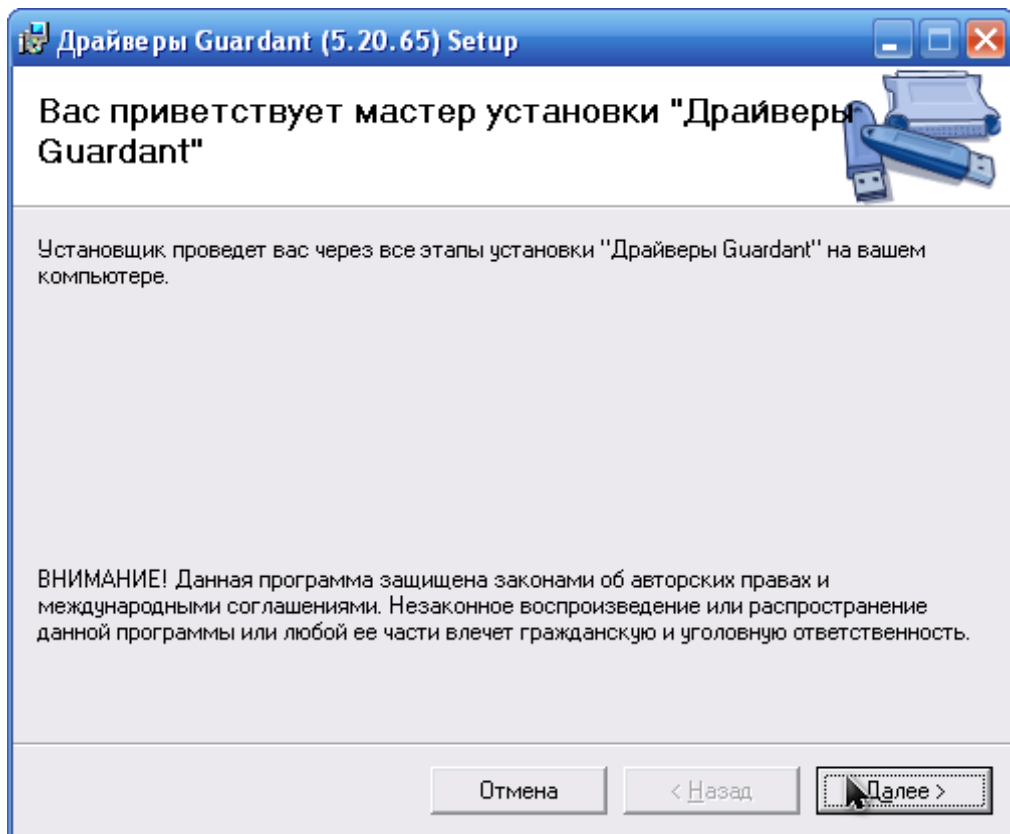 Драйверы Guardant (5.20.65) Setup
Вас приветствует мастер установки "Драйверы
Guardant"
Установщик проведет вас через все этапы установки "Драйверы Guardant" на вашем
компьютере.
ВНИМАНИЕ! Данная программа защищена законами об авторских правах и
международными соглашениями. Незаконное воспроизведение или распространение
данной программы или любой ее части влечет гражданскую и уголовную ответственность.
Отмена
< Назад
Далее >